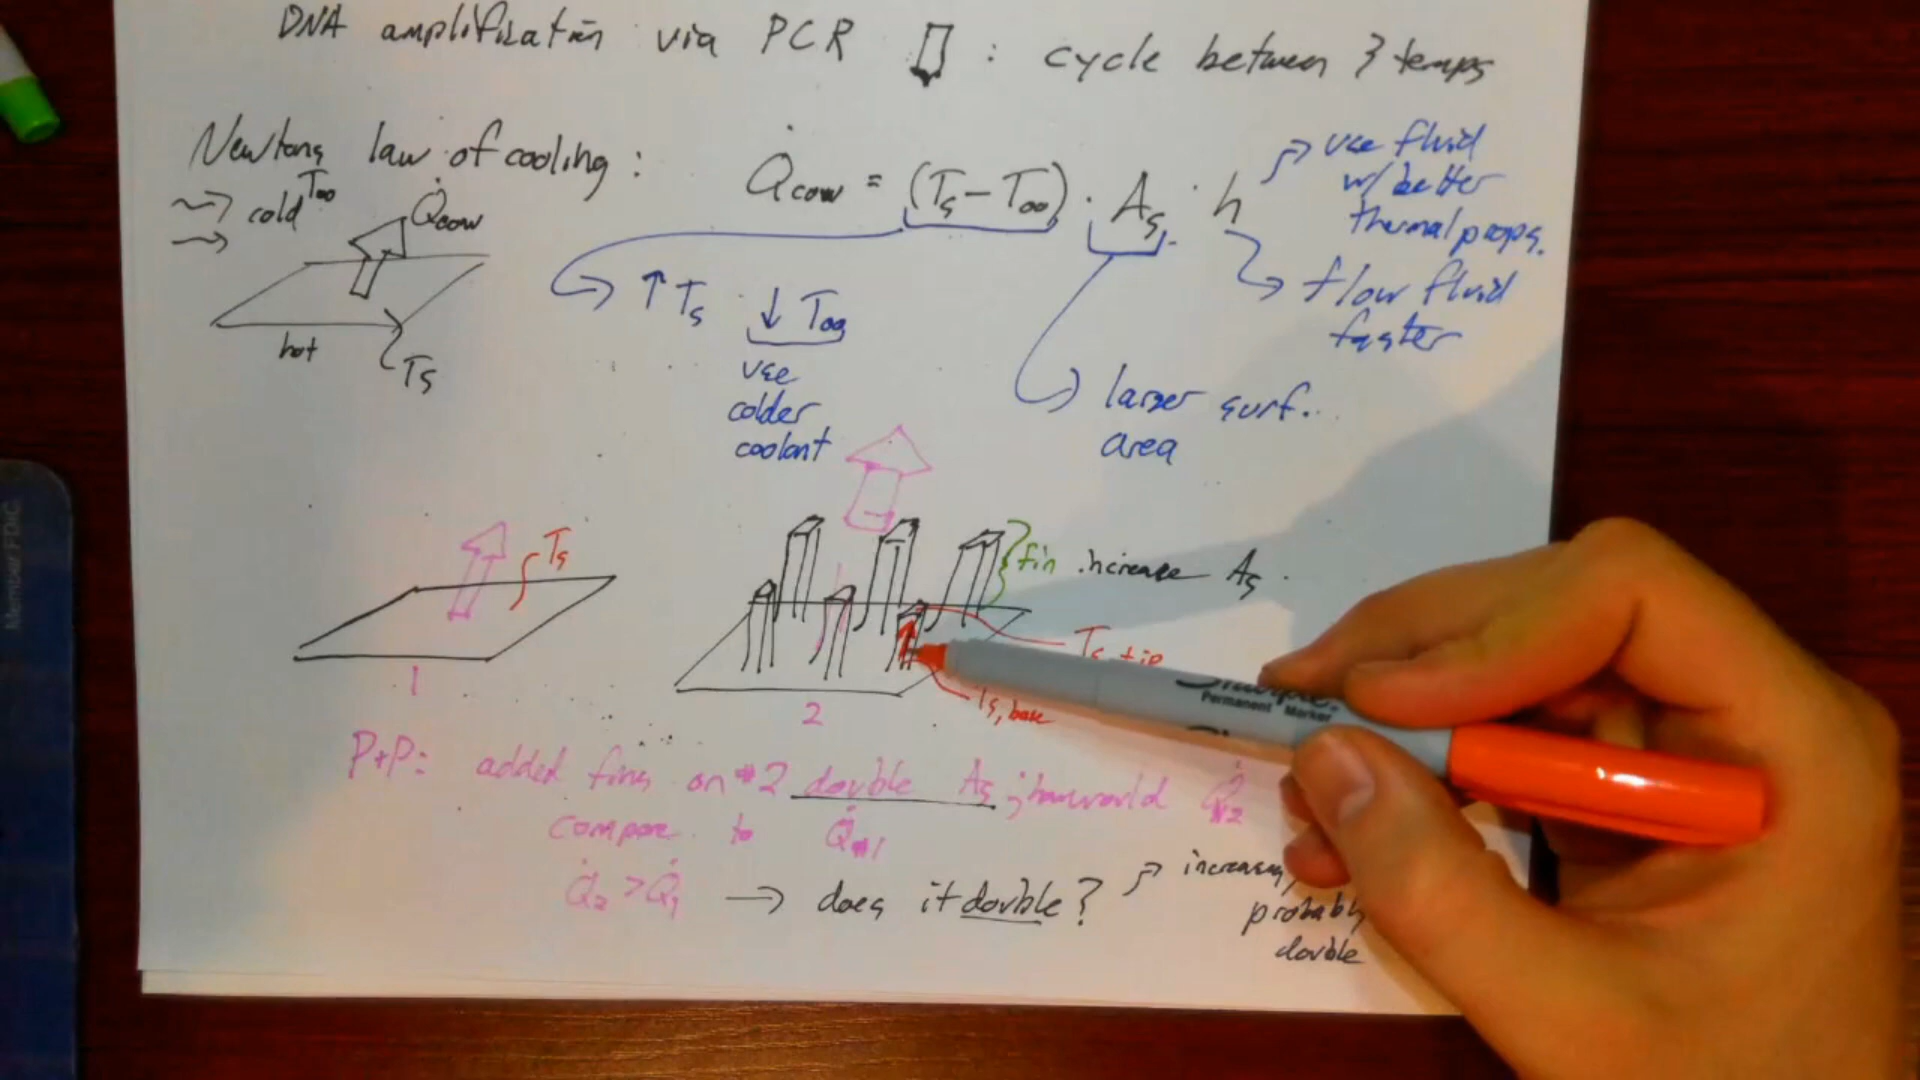 DNA amplification via PCR : cycle between 3 temps
Newtons law of cooling :
Q̇conv = (Ts – T∞) · As · h
use fluid
w/ better
thermal props.
flow fluid
faster
cold T∞
Q̇conv
hot
Ts
↑ Ts ↓ T∞
use
colder
coolant
larger surf.
area
Ts
1
fin increase As
Ts, tip
Ts, base
2
P+P: added fins on #2 double As ; how would Q̇#2
compare to Q̇#1
Q̇2 > Q̇1 → does it double?
probably
double
Sharpie
Permanent Marker
Member FDIC